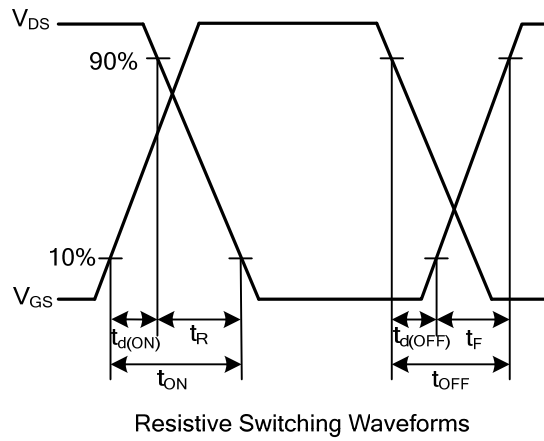 VDS
90%
10%
VGS
td(ON) tR td(OFF) tF
tON tOFF
Resistive Switching Waveforms